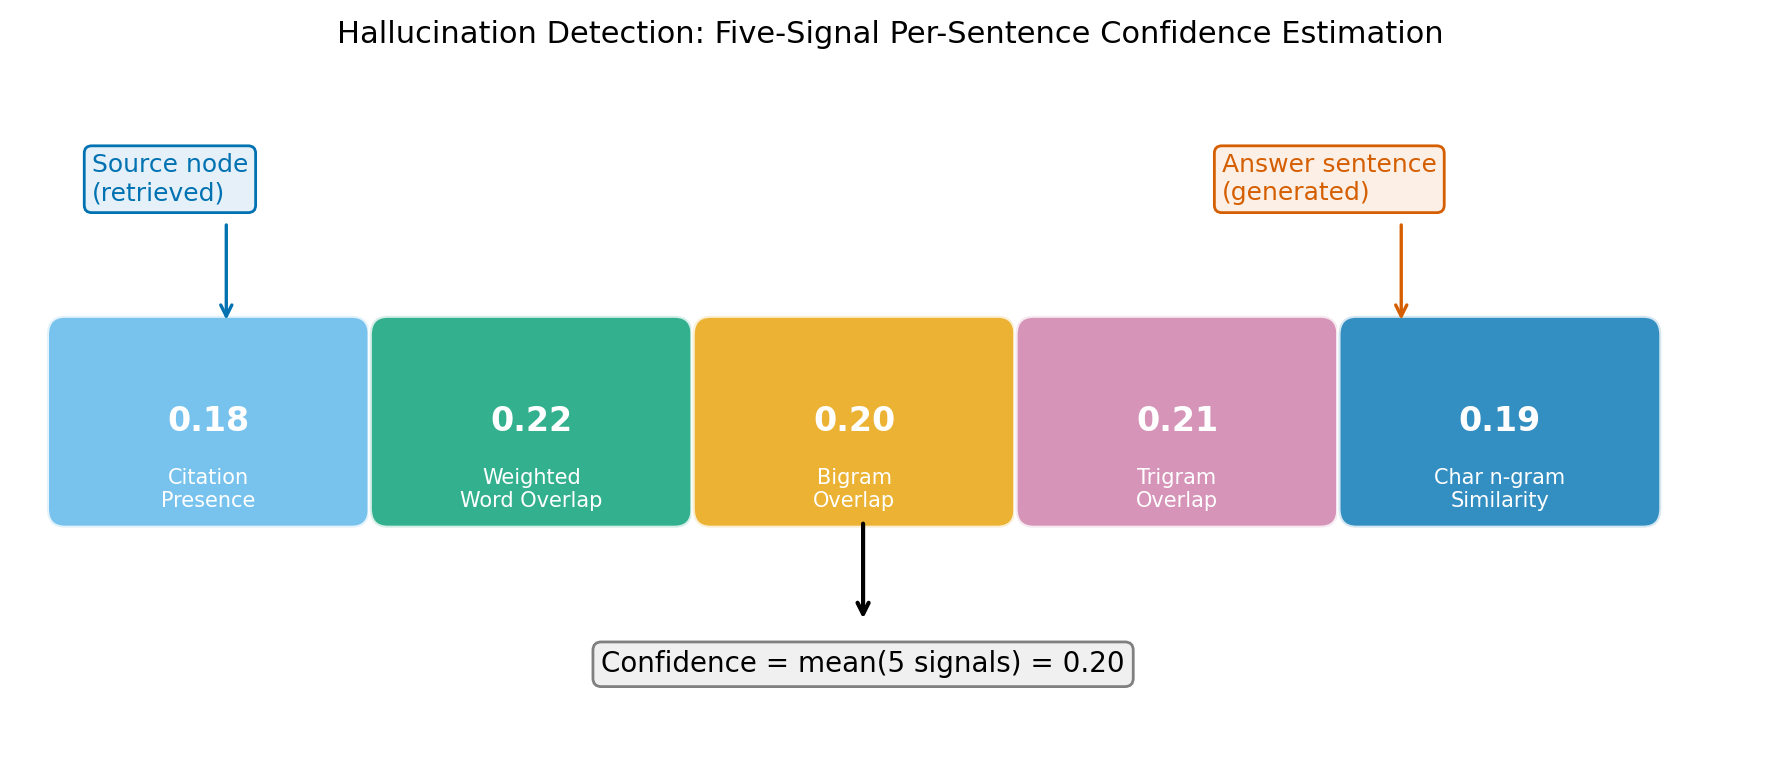 Hallucination Detection: Five-Signal Per-Sentence Confidence Estimation
Source node
(retrieved)
Answer sentence
(generated)
0.18
Citation
Presence
0.22
Weighted
Word Overlap
0.20
Bigram
Overlap
0.21
Trigram
Overlap
0.19
Char n-gram
Similarity
Confidence = mean(5 signals) = 0.20